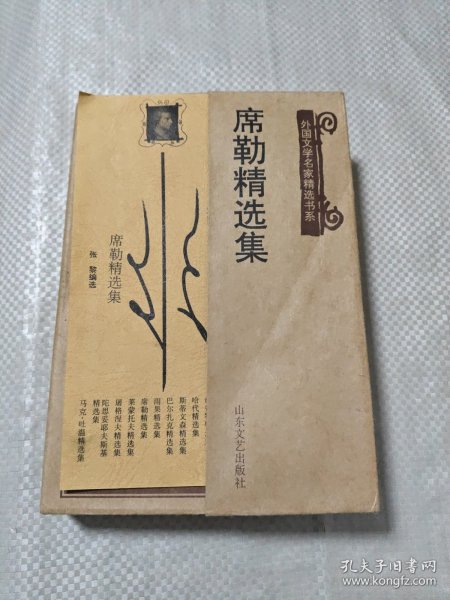 外国文学名家精选书系
席勒精选集
山东文艺出版社
席勒精选集
张 黎编选
哈代精选集
斯蒂文森精选集
巴尔扎克精选集
雨果精选集
席勒精选集
莱蒙托夫精选集
屠格涅夫精选集
陀思妥耶夫斯基
精选集
马克·吐温精选集
孔夫子旧书网
www.kongfz.com